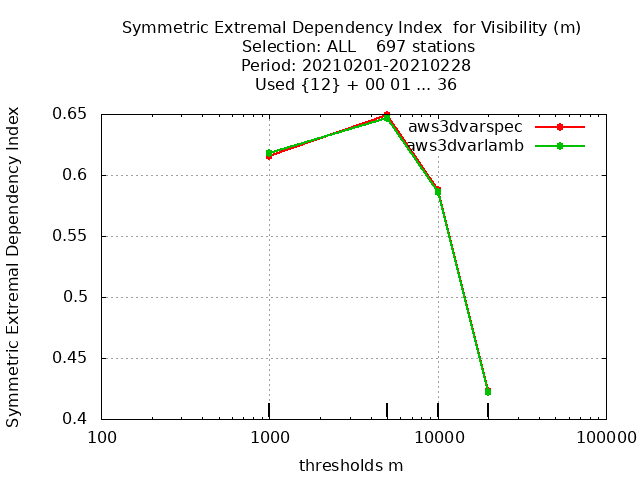 Symmetric Extremal Dependency Index  for Visibility (m)
Selection: ALL    697 stations
Period: 20210201-20210228
Used {12} + 00 01 ... 36
Symmetric Extremal Dependency Index
0.65
0.6
0.55
0.5
0.45
0.4
aws3dvarspec
aws3dvarlamb
100
1000
10000
100000
thresholds m